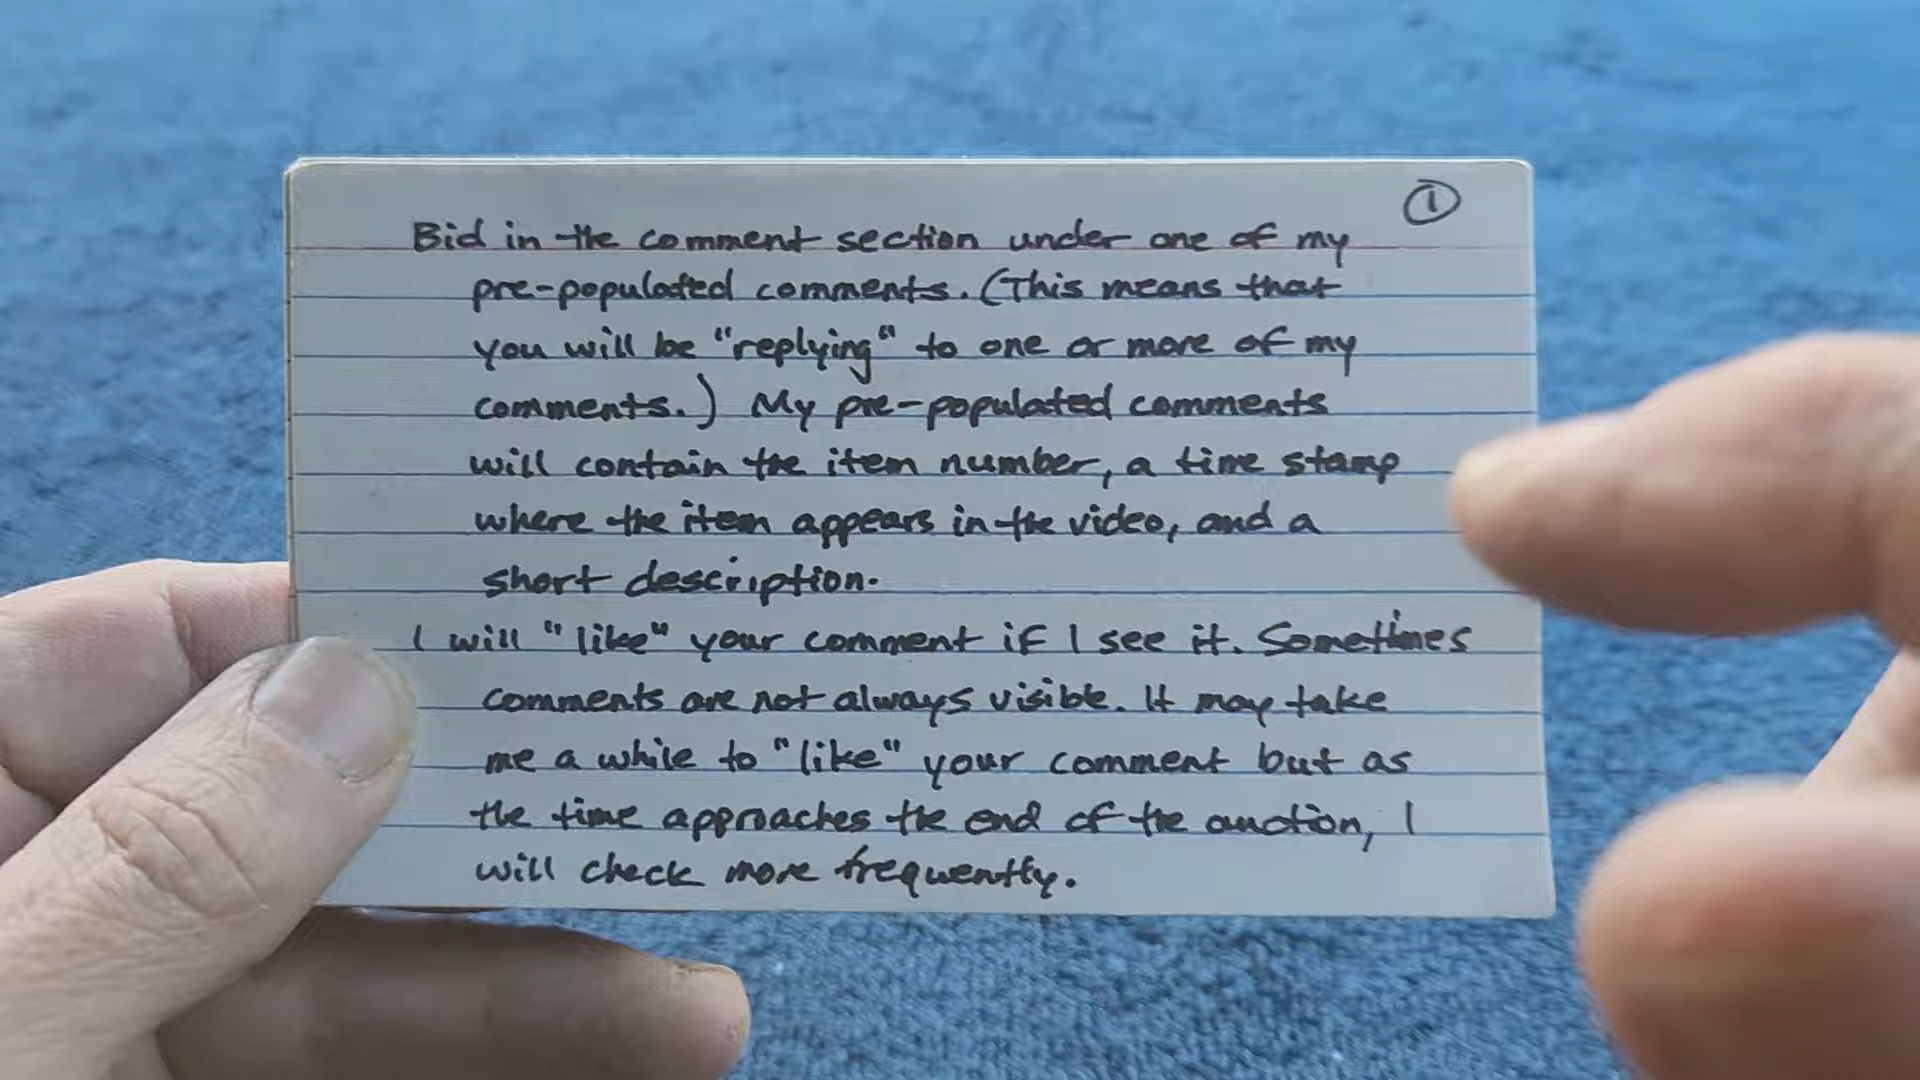 ①
Bid in the comment section under one of my
pre-populated comments. (This means that
you will be "replying" to one or more of my
comments.) My pre-populated comments
will contain the item number, a time stamp
where the item appears in the video, and a
short description.
I will "like" your comment if I see it. Sometimes
comments are not always visible. It may take
me a while to "like" your comment but as
the time approaches the end of the auction, I
will check more frequently.